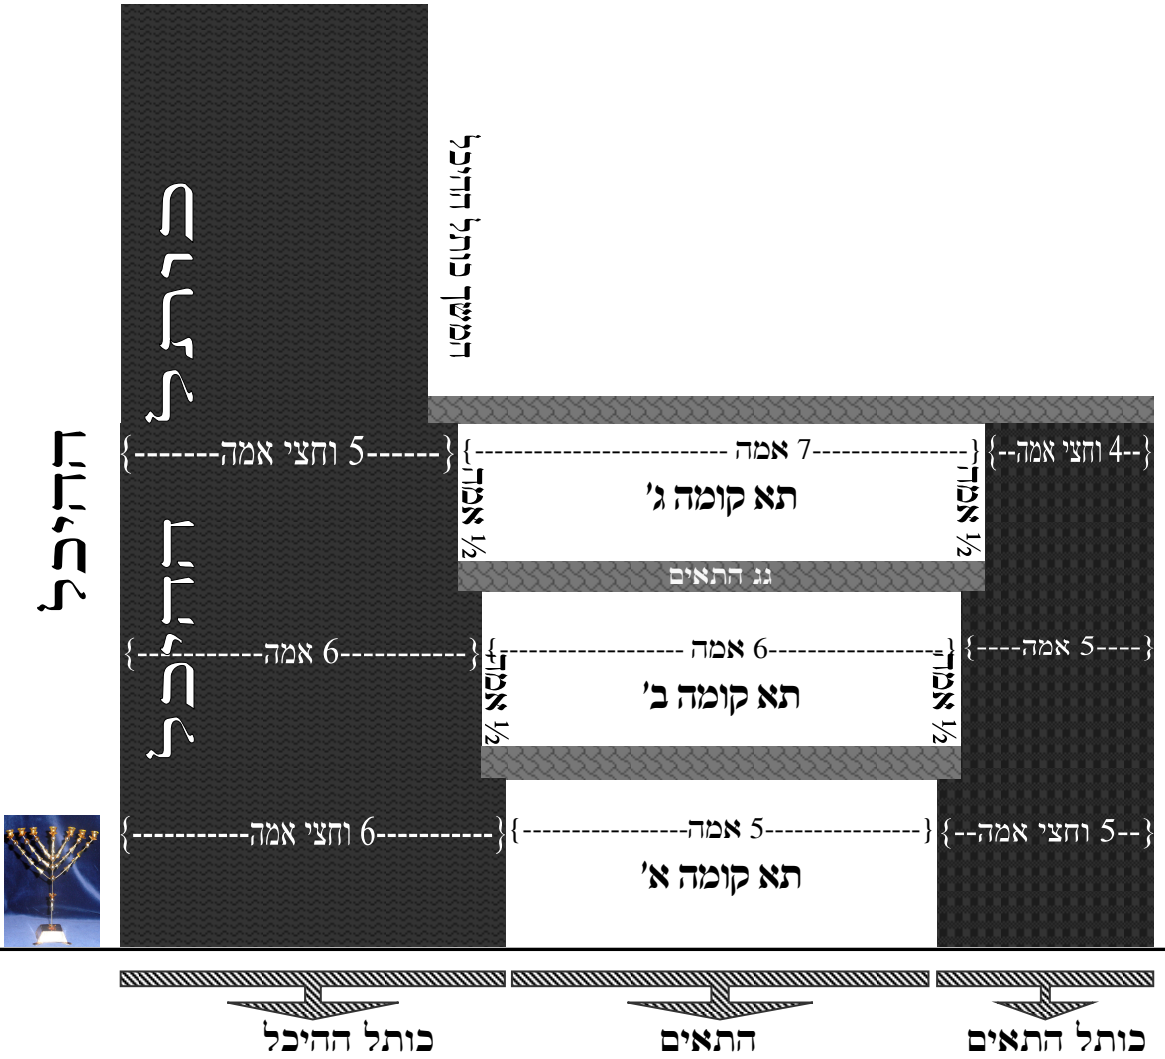 המשך כותל ההיכל
כותל
ההיכל
ההיכל
{--4 וחצי אמה--}
{---------------- 7 אמה--------------------------}
{------5 וחצי אמה-------}
½ אמה
תא קומה ג׳
½ אמה
גג התאים
{----5 אמה----}
{----------------6 אמה -------------------}
{-----------6 אמה------------}
½ אמה
תא קומה ב׳
½ אמה
{--5 וחצי אמה--}
{----------------5 אמה-----------------}
{------------6 וחצי אמה-----------}
תא קומה א׳
כותל התאים
התאים
כותל ההיכל